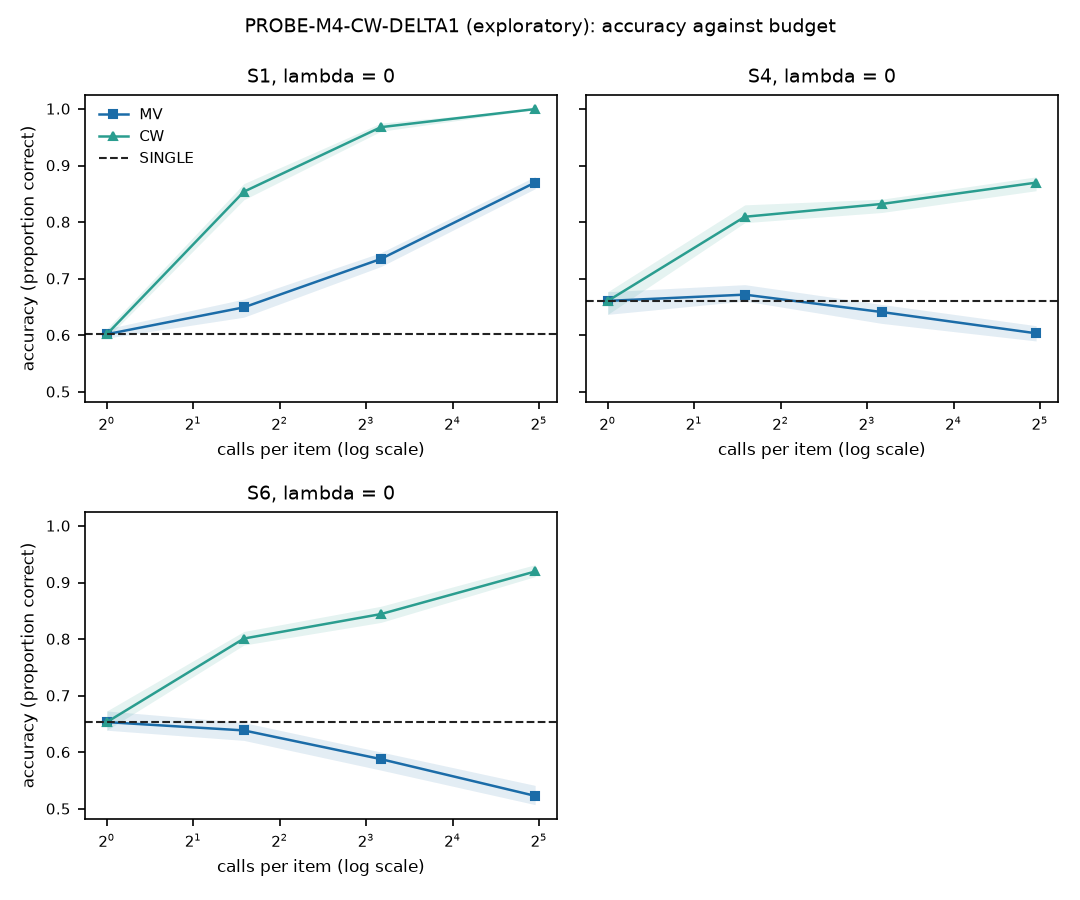 PROBE-M4-CW-DELTA1 (exploratory): accuracy against budget
S1, lambda = 0
accuracy (proportion correct)
1.0
0.9
0.8
0.7
0.6
0.5
MV
CW
SINGLE
2⁰ 2¹ 2² 2³ 2⁴ 2⁵
calls per item (log scale)
S4, lambda = 0
2⁰ 2¹ 2² 2³ 2⁴ 2⁵
calls per item (log scale)
S6, lambda = 0
accuracy (proportion correct)
1.0
0.9
0.8
0.7
0.6
0.5
2⁰ 2¹ 2² 2³ 2⁴ 2⁵
calls per item (log scale)